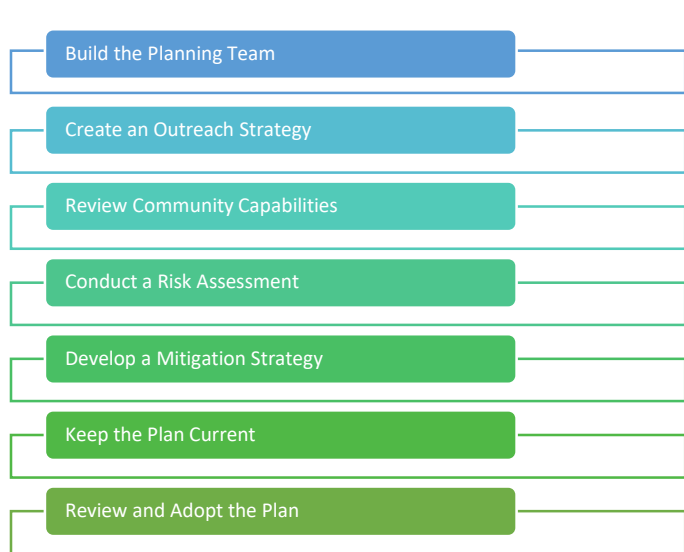 Build the Planning Team
Create an Outreach Strategy
Review Community Capabilities
Conduct a Risk Assessment
Develop a Mitigation Strategy
Keep the Plan Current
Review and Adopt the Plan